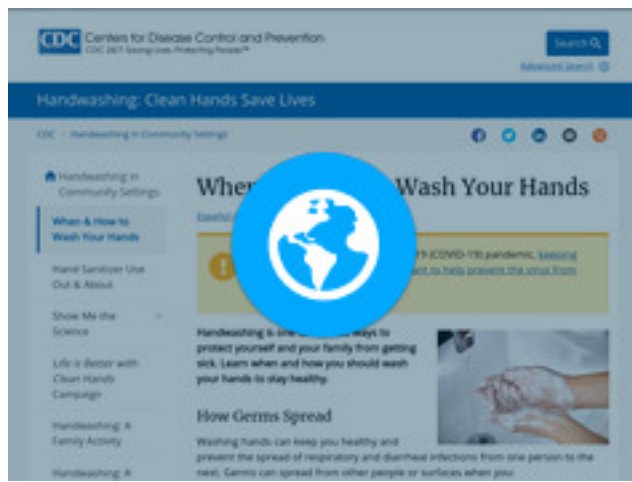 CDC Centers for Disease Control and Prevention
CDC 24/7: Saving Lives, Protecting People™
Search
Advanced Search
Handwashing: Clean Hands Save Lives
CDC > Handwashing in Community Settings
Handwashing in
Community Settings
When & How to
Wash Your Hands
Hand Sanitizer Use
Out & About
Show Me the
Science
Life is Better with
Clean Hands
Campaign
Handwashing: A
Family Activity
Handwashing: A
Whe Wash Your Hands
19 (COVID-19) pandemic, keeping
to help prevent the virus from
Handwashing is one ways to
protect yourself and your family from getting
sick. Learn when and how you should wash
your hands to stay healthy.
How Germs Spread
Washing hands can keep you healthy and
prevent the spread of respiratory and diarrheal infections from one person to the
next. Germs can spread from other people or surfaces when you: